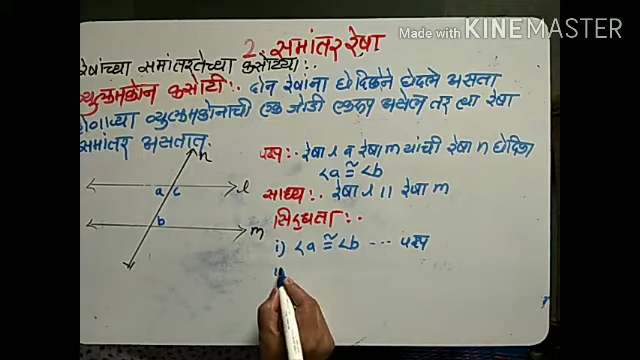 Made with KINEMASTER
2. समांतर रेषा
रेषांच्या समांतरतेच्या कसोट्या :.
व्युत्क्रमकोन कसोटी :. दोन रेषांना छेदिकेने छेदले असता
होणाऱ्या व्युत्क्रमकोनाची एक जोडी एकरूप असेल तर त्या रेषा
समांतर असतात.
पक्ष :. रेषा l व रेषा m यांची रेषा n छेदिका
<a ≅ <b
साध्य :. रेषा l || रेषा m
सिद्धता :.
i) <a ≅ <b --- पक्ष
n
l
a c
b
m